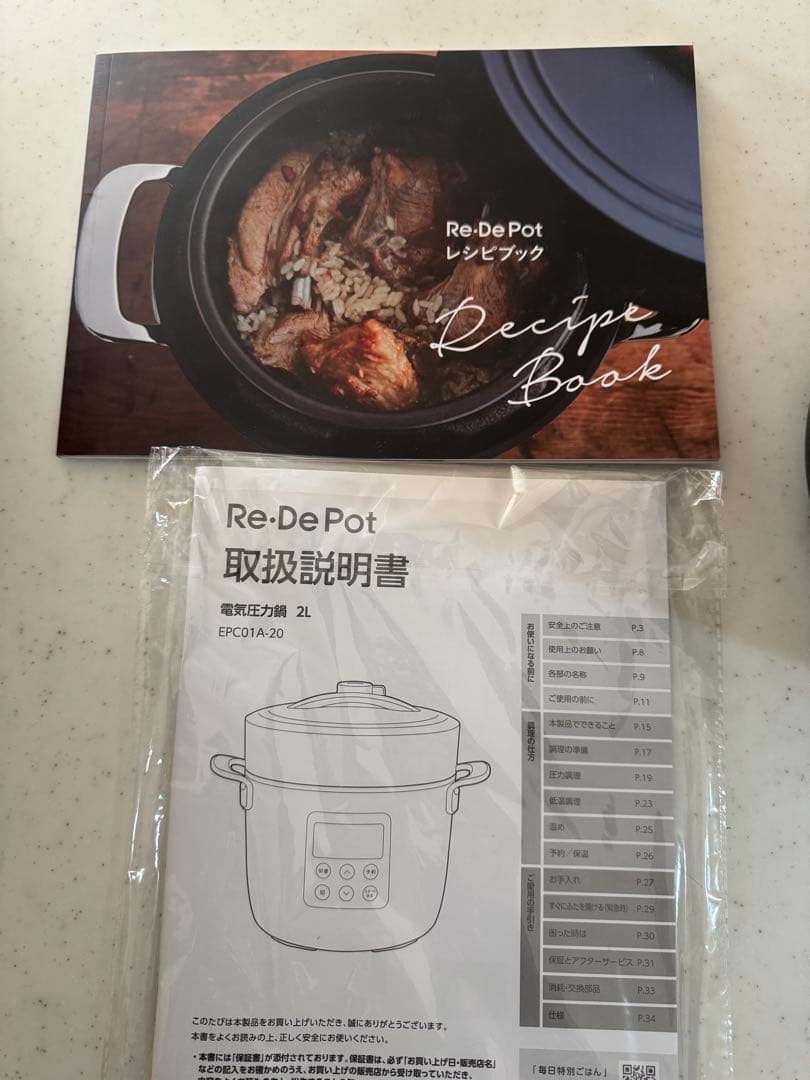 Re·De Pot
レシピブック
Recipe
Book
Re·De Pot
取扱説明書
電気圧力鍋 2L
EPC01A-20
お使いになる前に
安全上のご注意 P.3
使用上のお願い P.8
各部の名称 P.9
ご使用の前に P.11
調理の仕方
本製品でできること P.15
調理の準備 P.17
圧力調理 P.19
低温調理 P.23
温め P.25
予約/保温 P.26
ご愛用の手引き
お手入れ P.27
すぐにふたを開ける(緊急時) P.29
困った時は P.30
保証とアフターサービス P.31
消耗・交換部品 P.33
仕様 P.34
切替
予約
切
このたびは本製品をお買い上げいただき、誠にありがとうございます。
本書をよくお読みの上、正しく安全にお使いください。
・本書には「保証書」が添付されております。保証書は、必ず「お買い上げ日・販売店名」
などの記入をお確かめのうえ、お買い上げの販売店から受け取っていただき、
「毎日特別ごはん」